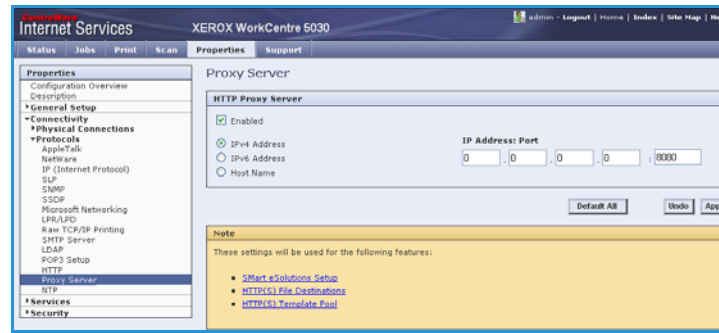 CentreWare
Internet Services
XEROX WorkCentre 5030
admin - Logout | Home | Index | Site Map |
Status Jobs Print Scan Properties Support
Properties
Configuration Overview
Description
General Setup
Connectivity
Physical Connections
Protocols
AppleTalk
NetWare
IP (Internet Protocol)
SLP
SNMP
SSDP
Microsoft Networking
LPR/LPD
Raw TCP/IP Printing
SMTP Server
LDAP
POP3 Setup
HTTP
Proxy Server
NTP
Services
Security
Proxy Server
HTTP Proxy Server
Enabled
IPv4 Address
IPv6 Address
Host Name
IP Address: Port
0 . 0 . 0 . 0 : 8080
Default All Undo App
Note
These settings will be used for the following features:
SMart eSolutions Setup
HTTP(S) File Destinations
HTTP(S) Template Pool